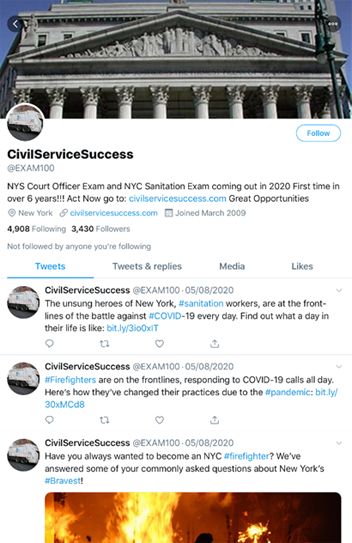 CivilServiceSuccess
@EXAM100
Follow
NYS Court Officer Exam and NYC Sanitation Exam coming out in 2020 First time in
over 6 years!!! Act Now go to: civilservicesuccess.com Great Opportunities
New York civilservicesuccess.com Joined March 2009
4,908 Following 3,430 Followers
Not followed by anyone you're following
Tweets Tweets & replies Media Likes
CivilServiceSuccess @EXAM100 · 05/08/2020
The unsung heroes of New York, #sanitation workers, are at the front-
lines of the battle against #COVID-19 every day. Find out what a day in
their life is like: bit.ly/3io0xIT
CivilServiceSuccess @EXAM100 · 05/08/2020
#Firefighters are on the frontlines, responding to COVID-19 calls all day.
Here's how they've changed their practices due to the #pandemic: bit.ly/
30xMCd8
CivilServiceSuccess @EXAM100 · 05/08/2020
Have you always wanted to become an NYC #firefighter? We've
answered some of your commonly asked questions about New York's
#Bravest!